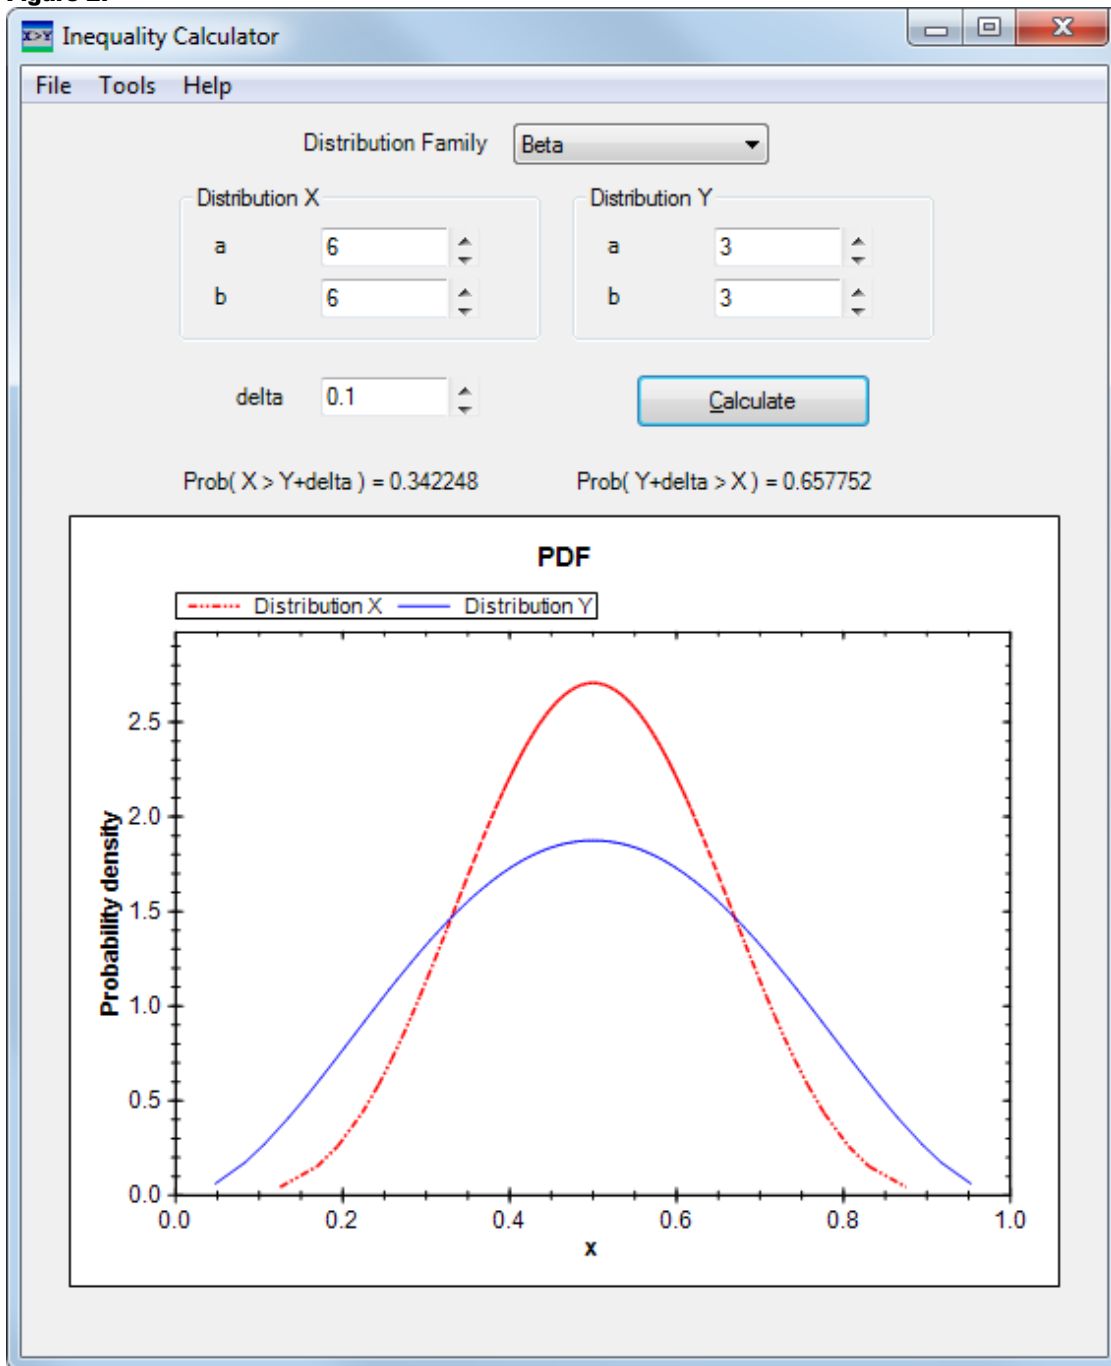 Figure 2.
X>Y Inequality Calculator
File Tools Help
Distribution Family Beta
Distribution X Distribution Y
a 6 a 3
b 6 b 3
delta 0.1 Calculate
Prob( X > Y+delta ) = 0.342248 Prob( Y+delta > X ) = 0.657752
PDF
Distribution X Distribution Y
2.5
2.0
1.5
1.0
0.5
0.0
Probability density
0.0 0.2 0.4 0.6 0.8 1.0
x